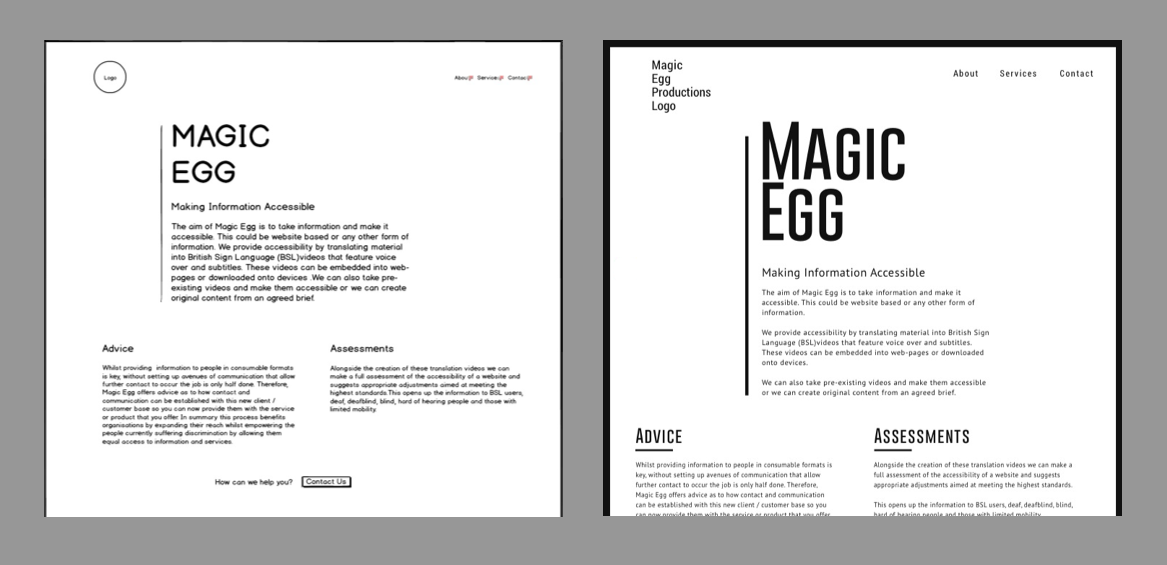 Logo
About Services Contact
MAGIC
EGG
Making Information Accessible
The aim of Magic Egg is to take information and make it
accessible. This could be website based or any other form of
information. We provide accessibility by translating material
into British Sign Language (BSL)videos that feature voice
over and subtitles. These videos can be embedded into web-
pages or downloaded onto devices .We can also take pre-
existing videos and make them accessible or we can create
original content from an agreed brief.
Advice
Whilst providing  information to people in consumable formats
is key, without setting up avenues of communication that allow
further contact to occur the job is only half done. Therefore,
Magic Egg offers advice as to how contact and
communication can be established with this new client /
customer base so you can now provide them with the service
or product that you offer. In summary this process benefits
organisations by expanding their reach whilst empowering the
people currently suffering discrimination by allowing them
equal access to information and services.
Assessments
Alongside the creation of these translation videos we can
make a full assessment of the accessibility of a website and
suggests appropriate adjustments aimed at meeting the
highest standards.This opens up the information to BSL users,
deaf, deafblind, blind, hard of hearing people and those with
limited mobility.
How can we help you? Contact Us
Magic
Egg
Productions
Logo
About Services Contact
MAGIC
EGG
Making Information Accessible
The aim of Magic Egg is to take information and make it
accessible. This could be website based or any other form of
information.
We provide accessibility by translating material into British Sign
Language (BSL)videos that feature voice over and subtitles.
These videos can be embedded into web-pages or downloaded
onto devices.
We can also take pre-existing videos and make them accessible
or we can create original content from an agreed brief.
ADVICE
Whilst providing information to people in consumable formats is
key, without setting up avenues of communication that allow
further contact to occur the job is only half done. Therefore,
Magic Egg offers advice as to how contact and communication
can be established with this new client / customer base so you
can now provide them with the service or product that you offer.
ASSESSMENTS
Alongside the creation of these translation videos we can make a
full assessment of the accessibility of a website and suggests
appropriate adjustments aimed at meeting the highest standards.
This opens up the information to BSL users, deaf, deafblind, blind,
hard of hearing people and those with limited mobility.